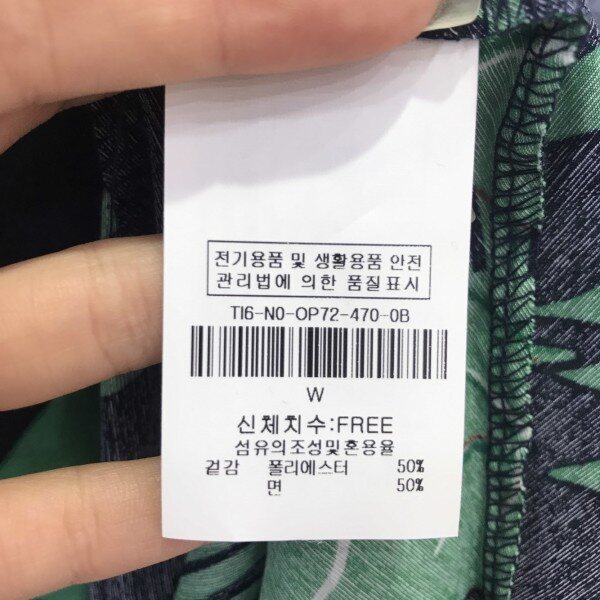 전기용품 및 생활용품 안전
관리법에 의한 품질표시
TI6-N0-OP72-470-0B
W
신체치수:FREE
섬유의조성및혼용율
겉감 폴리에스터 50%
면 50%